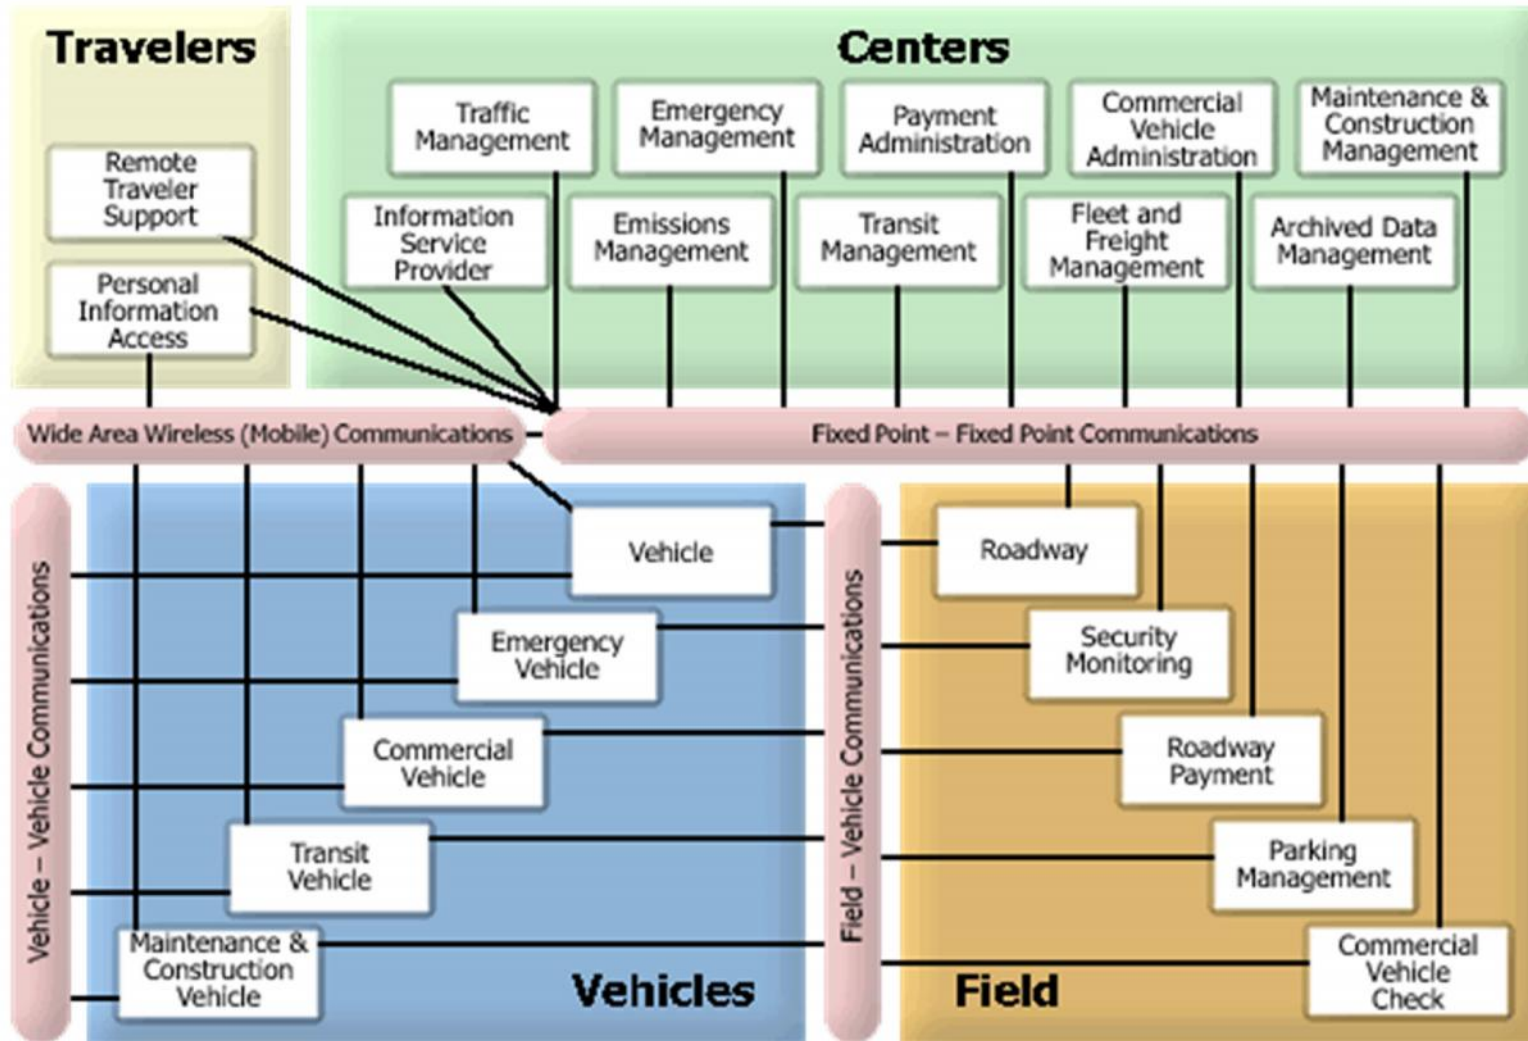 Travelers
Remote
Traveler
Support
Personal
Information
Access
Centers
Traffic
Management
Emergency
Management
Payment
Administration
Commercial
Vehicle
Administration
Maintenance &
Construction
Management
Information
Service
Provider
Emissions
Management
Transit
Management
Fleet and
Freight
Management
Archived Data
Management
Wide Area Wireless (Mobile) Communications
Fixed Point – Fixed Point Communications
Vehicle – Vehicle Communications
Vehicle
Emergency
Vehicle
Commercial
Vehicle
Transit
Vehicle
Maintenance &
Construction
Vehicle
Vehicles
Field – Vehicle Communications
Roadway
Security
Monitoring
Roadway
Payment
Parking
Management
Commercial
Vehicle
Check
Field